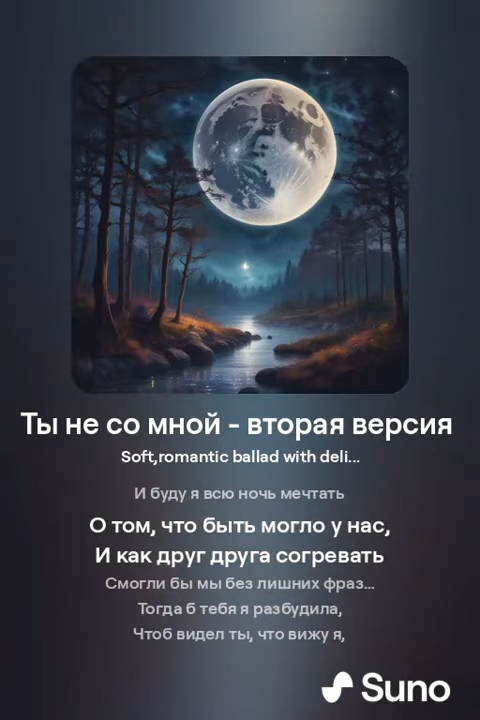 Ты не со мной - вторая версия
Soft,romantic ballad with deli...
И буду я всю ночь мечтать
О том, что быть могло у нас,
И как друг друга согревать
Смогли бы мы без лишних фраз...
Тогда б тебя я разбудила,
Чтоб видел ты, что вижу я,
Suno